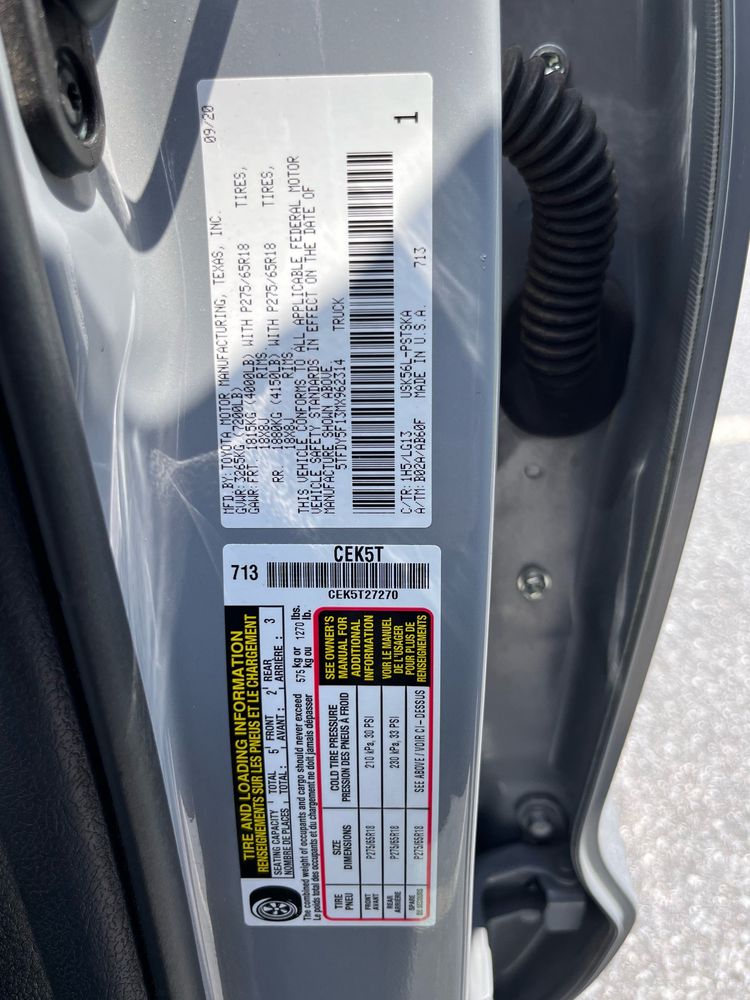 09/20
MFD.BY:TOYOTA MOTOR MANUFACTURING, TEXAS, INC.
GVWR:3265KG(7200LB)
GAWR:FRT. 1815KG (4000LB) WITH P275/65R18 TIRES,
18X8J RIMS,
RR. 1880KG (4150LB) WITH P275/65R18 TIRES,
18X8J RIMS,
THIS VEHICLE CONFORMS TO ALL APPLICABLE FEDERAL MOTOR
VEHICLE SAFETY STANDARDS IN EFFECT ON THE DATE OF
MANUFACTURE SHOWN ABOVE.
5TFDY5F13MX962314 TRUCK
1
C/TR: 1H5/LG13 USK56L-PSTSKA 713
A/TM: B02A/AB60F MADE IN U.S.A.
CEK5T
713
CEK5T27270
TIRE AND LOADING INFORMATION
RENSEIGNEMENTS SUR LES PNEUS ET LE CHARGEMENT
SEATING CAPACITY TOTAL 5 FRONT 2 REAR 3
NOMBRE DE PLACES TOTAL: AVANT: ARRIÈRE:
The combined weight of occupants and cargo should never exceed 575 kg or 1270 lbs.
Le poids total des occupants et du chargement ne doit jamais dépasser kg ou lb.
TIRE
PNEU
SIZE
DIMENSIONS
COLD TIRE PRESSURE
PRESSION DES PNEUS À FROID
FRONT
AVANT
P275/65R18
210 kPa, 30 PSI
REAR
ARRIÈRE
P275/65R18
230 kPa, 33 PSI
SPARE
DE SECOURS
P275/65R18
SEE ABOVE / VOIR CI-DESSUS
SEE OWNER'S
MANUAL FOR
ADDITIONAL
INFORMATION
VOIR LE MANUEL
DE L'USAGER
POUR PLUS DE
RENSEIGNEMENTS